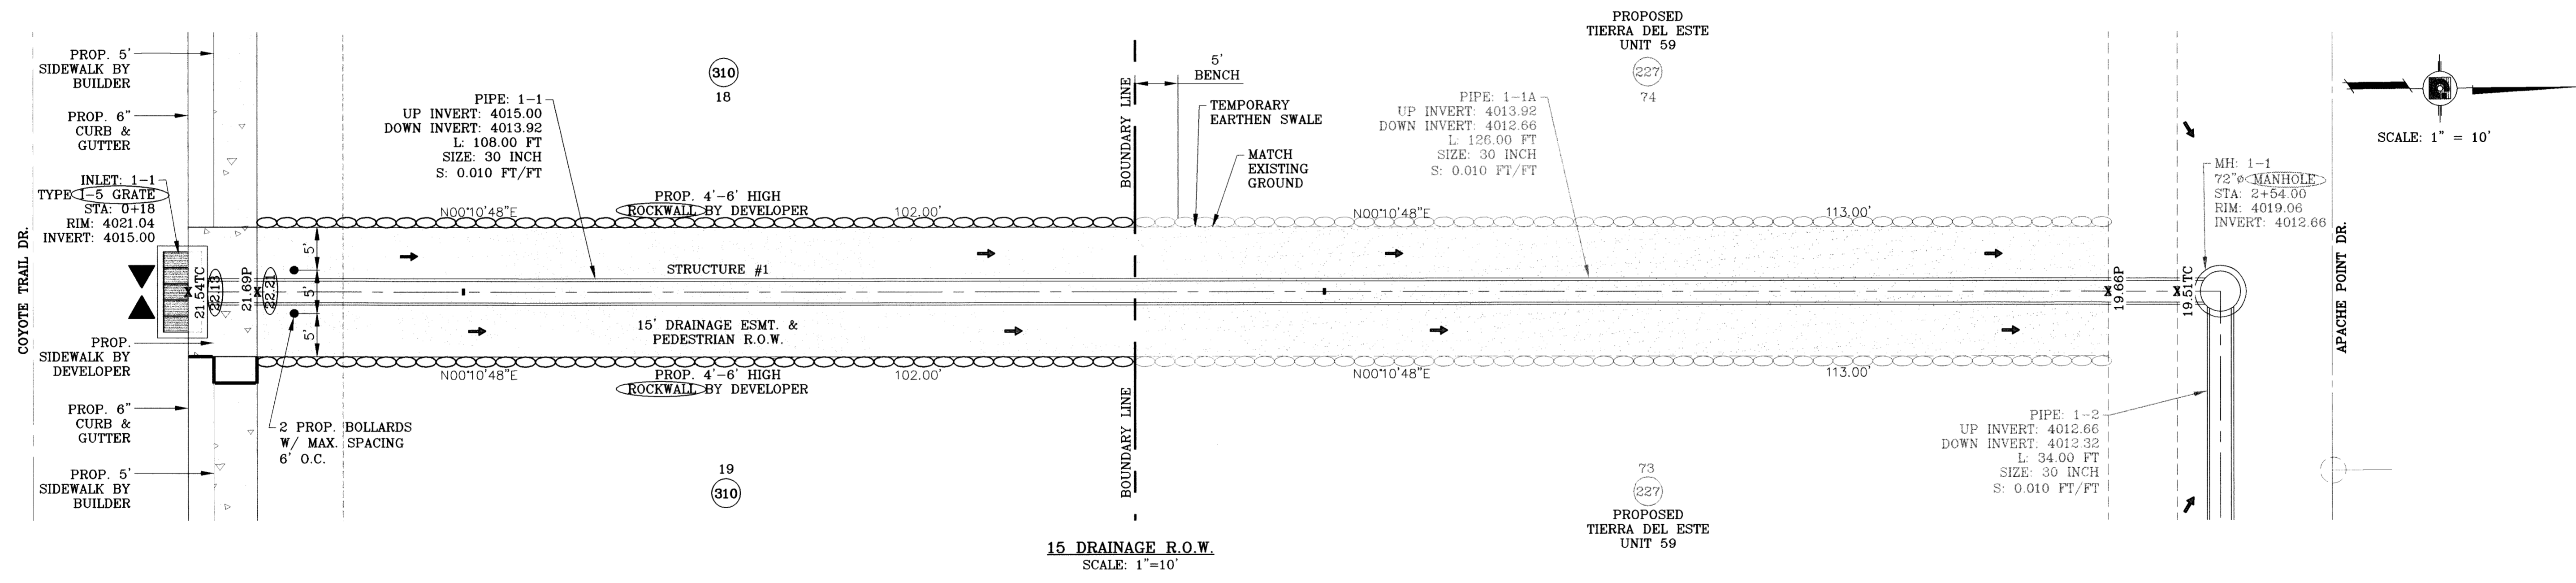 PROP. 5'
SIDEWALK BY
BUILDER
PROP. 6"
CURB &
GUTTER
INLET: 1-1
TYPE 1-5 GRATE
STA: 0+18
RIM: 4021.04
INVERT: 4015.00
COYOTE TRAIL DR.
PROP.
SIDEWALK BY
DEVELOPER
PROP. 6"
CURB &
GUTTER
PROP. 5'
SIDEWALK BY
BUILDER
21.54TC
22.13
21.69P
22.21
5'
5'
5'
2 PROP. BOLLARDS
W/ MAX. SPACING
6' O.C.
PIPE: 1-1
UP INVERT: 4015.00
DOWN INVERT: 4013.92
L: 108.00 FT
SIZE: 30 INCH
S: 0.010 FT/FT
310
18
PROP. 4'-6' HIGH
ROCKWALL BY DEVELOPER
N00°10'48"E
102.00'
STRUCTURE #1
15' DRAINAGE ESMT. &
PEDESTRIAN R.O.W.
N00°10'48"E
102.00'
PROP. 4'-6' HIGH
ROCKWALL BY DEVELOPER
19
310
BOUNDARY LINE
BOUNDARY LINE
5'
BENCH
TEMPORARY
EARTHEN SWALE
MATCH
EXISTING
GROUND
PROPOSED
TIERRA DEL ESTE
UNIT 59
227
74
PIPE: 1-1A
UP INVERT: 4013.92
DOWN INVERT: 4012.66
L: 126.00 FT
SIZE: 30 INCH
S: 0.010 FT/FT
N00°10'48"E
113.00'
N00°10'48"E
113.00'
73
227
PROPOSED
TIERRA DEL ESTE
UNIT 59
PIPE: 1-2
UP INVERT: 4012.66
DOWN INVERT: 4012.32
L: 34.00 FT
SIZE: 30 INCH
S: 0.010 FT/FT
19.66P
19.51TC
MH: 1-1
72"ø MANHOLE
STA: 2+54.00
RIM: 4019.06
INVERT: 4012.66
APACHE POINT DR.
SCALE: 1" = 10'
15 DRAINAGE R.O.W.
SCALE: 1"=10'